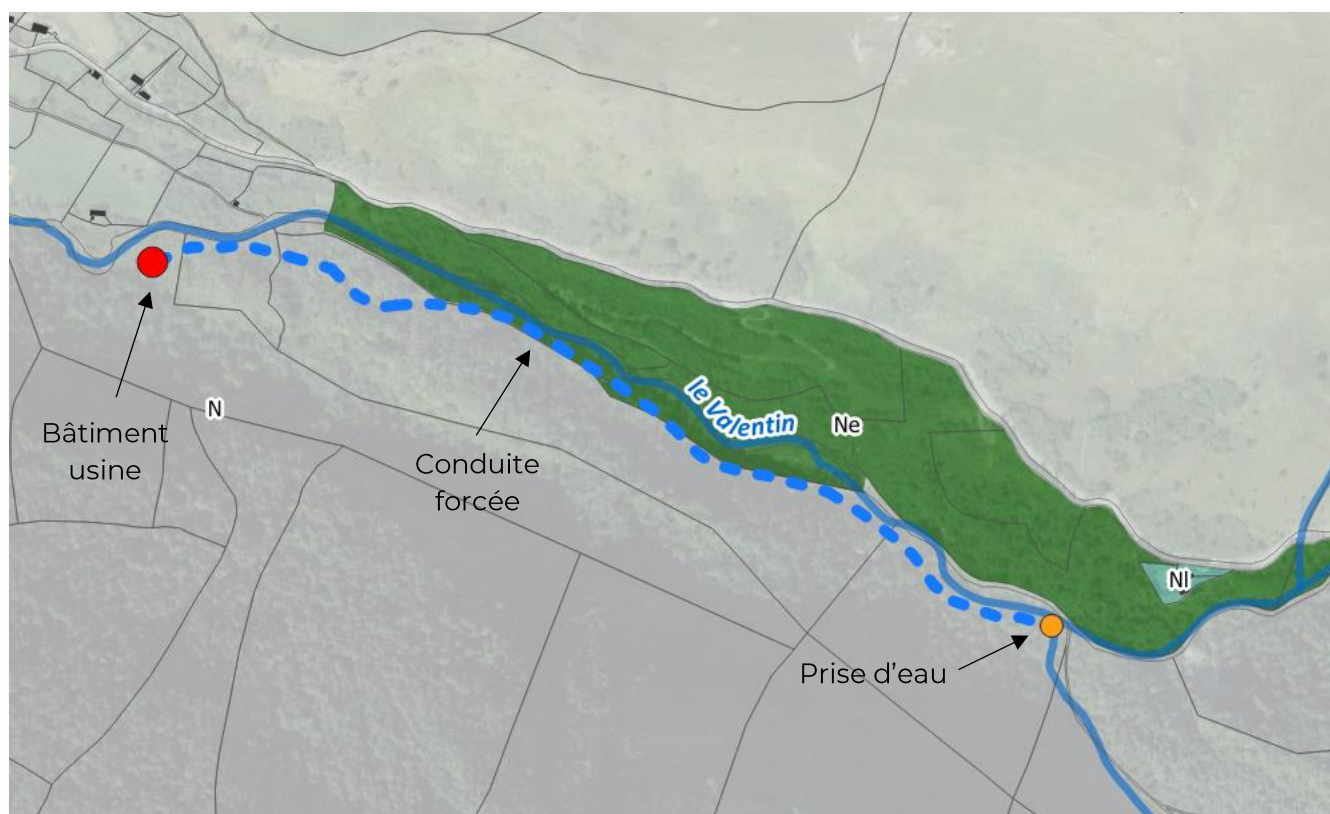 le Valentin
Ne
N
Bâtiment
usine
Conduite
forcée
Nl
Prise d'eau